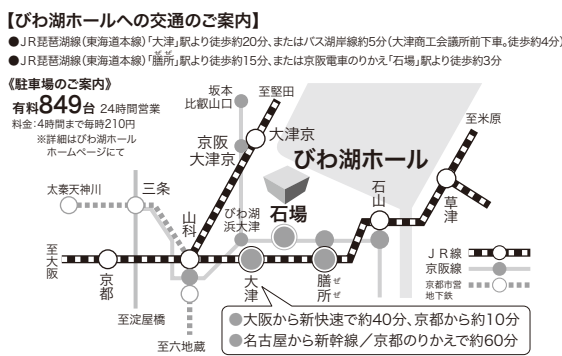 【びわ湖ホールへの交通のご案内】
●JR琵琶湖線(東海道本線)「大津」駅より徒歩約20分、またはバス湖岸線約5分(大津商工会議所前下車。徒歩約4分)
●JR琵琶湖線(東海道本線)「膳所」駅より徒歩約15分、または京阪電車のりかえ「石場」駅より徒歩約3分
ぜぜ
《駐車場のご案内》
有料849台 24時間営業
料金:4時間まで毎時210円
※詳細はびわ湖ホール
ホームページにて
坂本
比叡山口
至堅田
京阪
大津京
大津京
至米原
びわ湖ホール
太秦天神川
三条
山科
びわ湖
浜大津
石場
石山
草津
至大阪
京都
大津
膳所
ぜぜ
至淀屋橋
至六地蔵
JR線
京阪線
京都市営
地下鉄
●大阪から新快速で約40分、京都から約10分
●名古屋から新幹線/京都のりかえで約60分